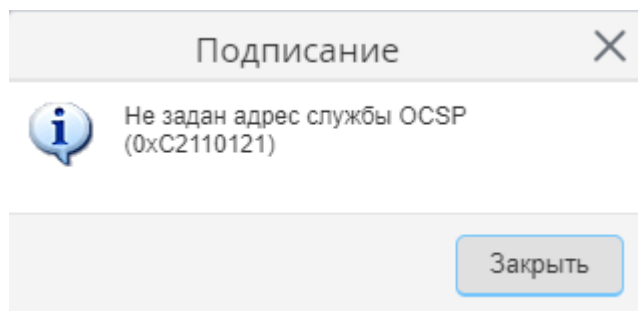 Подписание
Не задан адрес службы OCSP
(0xC2110121)
Закрыть